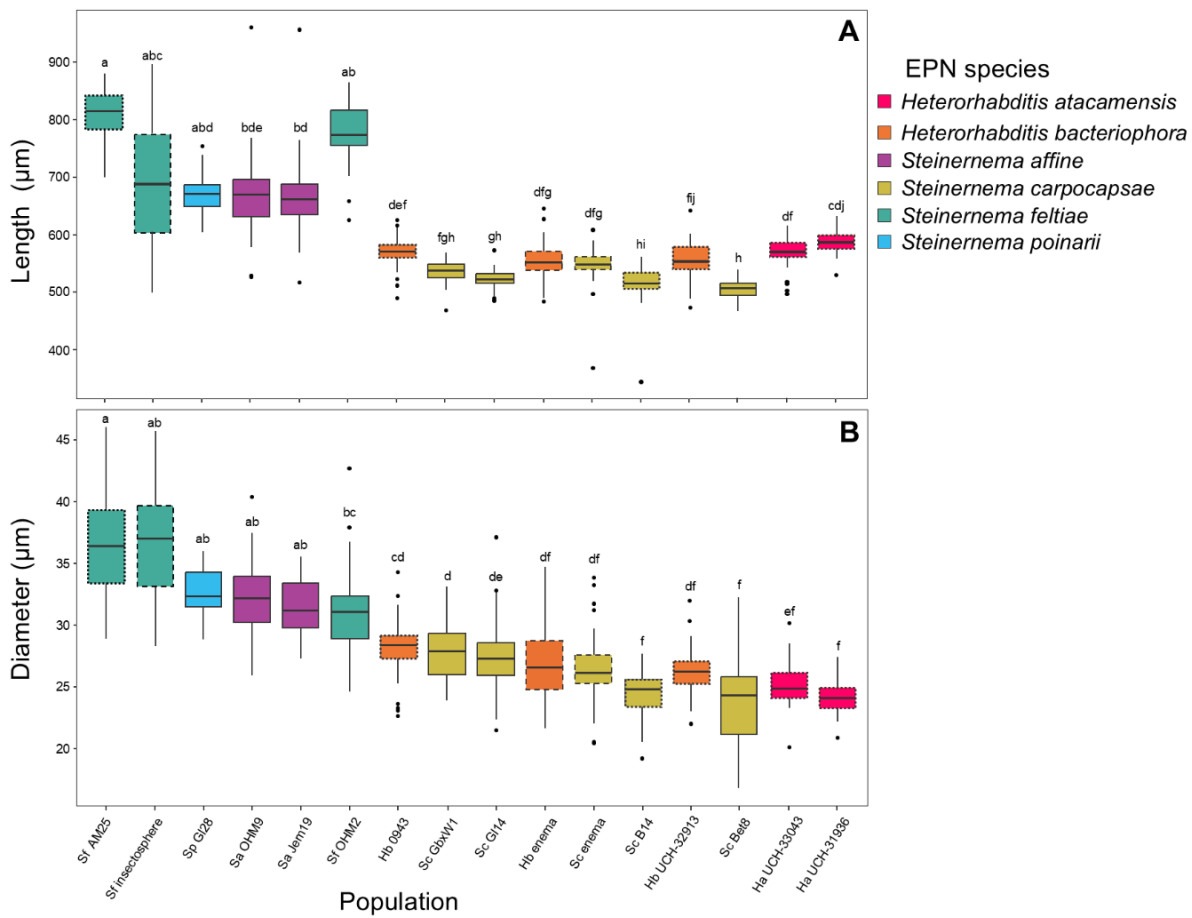 A
EPN species
Heterorhabditis atacamensis
Heterorhabditis bacteriophora
Steinernema affine
Steinernema carpocapsae
Steinernema feltiae
Steinernema poinarii
Length (µm)
900
800
700
600
500
400
a
abc
abd
bde
bd
ab
def
fgh
gh
dfg
dfg
hi
fij
h
df
cdj
B
Diameter (µm)
45
40
35
30
25
20
a
ab
ab
ab
ab
bc
cd
d
de
df
df
f
df
f
ef
f
Sf AM25
Sf insectosphere
Sp Gl28
Sa OHM9
Sa Jem19
Sf OHM2
Hb 0943
Sc GbxW1
Sc Gl14
Hb enema
Sc enema
Sc B14
Hb UCH-32913
Sc Bet8
Ha UCH-33043
Ha UCH-31936
Population